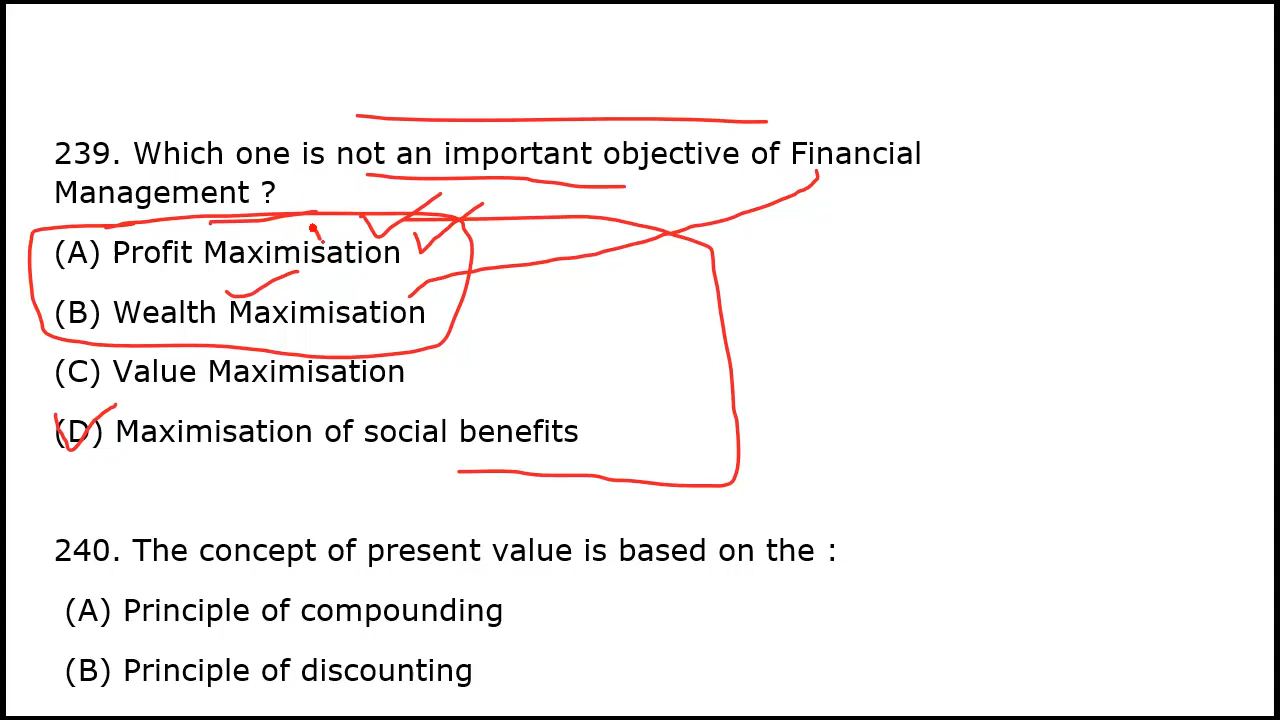 239. Which one is not an important objective of Financial
Management ?
(A) Profit Maximisation
(B) Wealth Maximisation
(C) Value Maximisation
(D) Maximisation of social benefits
240. The concept of present value is based on the :
(A) Principle of compounding
(B) Principle of discounting